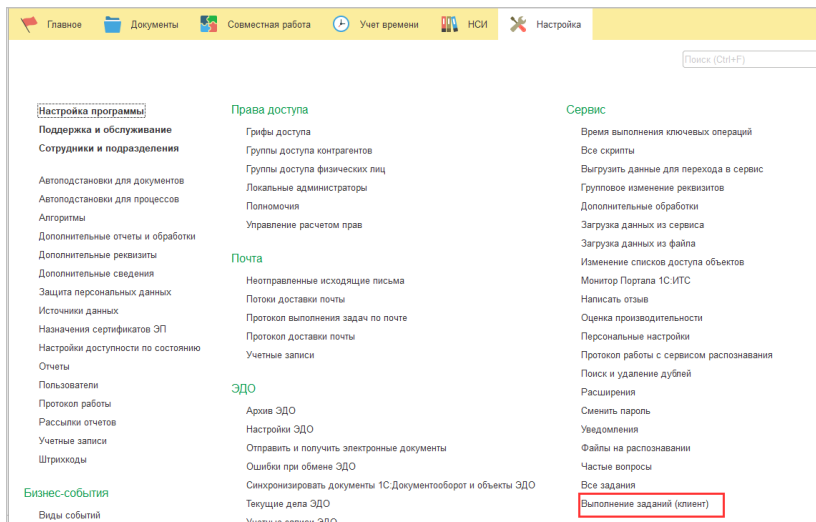 Главное Документы Совместная работа Учет времени НСИ Настройка
Поиск (Ctrl+F)
Настройка программы
Поддержка и обслуживание
Сотрудники и подразделения
Автоподстановки для документов
Автоподстановки для процессов
Алгоритмы
Дополнительные отчеты и обработки
Дополнительные реквизиты
Дополнительные сведения
Защита персональных данных
Источники данных
Назначения сертификатов ЭП
Настройки доступности по состоянию
Отчеты
Пользователи
Протокол работы
Рассылки отчетов
Учетные записи
Штрихкоды
Бизнес-события
Виды событий
Права доступа
Грифы доступа
Группы доступа контрагентов
Группы доступа физических лиц
Локальные администраторы
Полномочия
Управление расчетом прав
Почта
Неотправленные исходящие письма
Потоки доставки почты
Протокол выполнения задач по почте
Протокол доставки почты
Учетные записи
ЭДО
Архив ЭДО
Настройки ЭДО
Отправить и получить электронные документы
Ошибки при обмене ЭДО
Синхронизировать документы 1С:Документооборот и объекты ЭДО
Текущие дела ЭДО
Учетные записи ЭДО
Сервис
Время выполнения ключевых операций
Все скрипты
Выгрузить данные для перехода в сервис
Групповое изменение реквизитов
Дополнительные обработки
Загрузка данных из сервиса
Загрузка данных из файла
Изменение списков доступа объектов
Монитор Портала 1С:ИТС
Написать отзыв
Оценка производительности
Персональные настройки
Протокол работы с сервисом распознавания
Поиск и удаление дублей
Расширения
Сменить пароль
Уведомления
Файлы на распознавании
Частые вопросы
Все задания
Выполнение заданий (клиент)